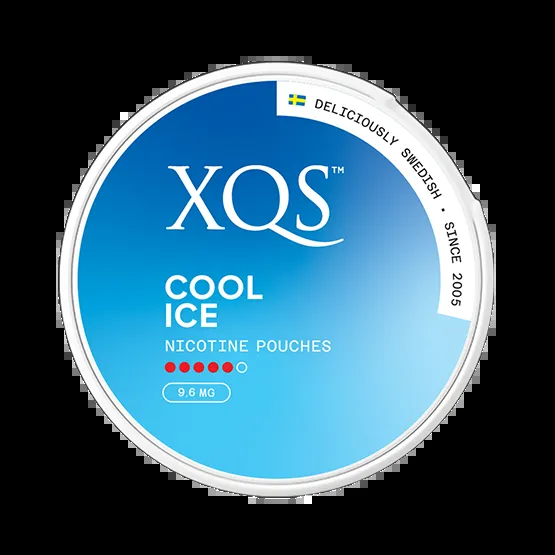 DELICIOUSLY SWEDISH • SINCE 2005
XQS™
COOL
ICE
NICOTINE POUCHES
9,6 MG